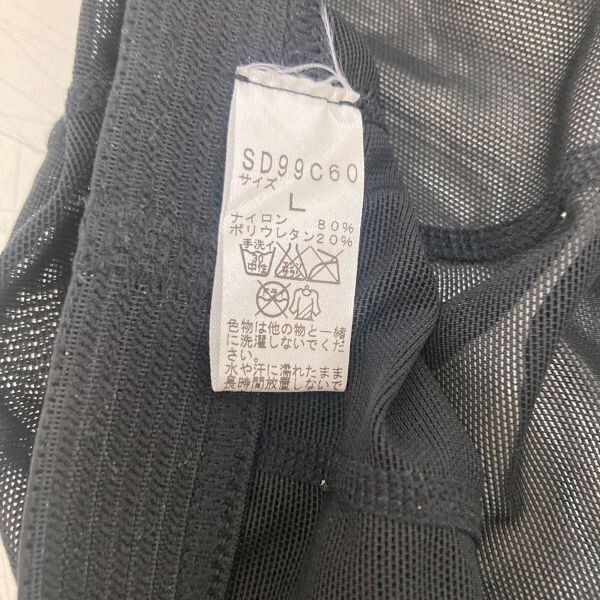 SD99C60
サイズ
L
ナイロン 80%
ポリウレタン20%
手洗イ
30
中性
色物は他の物と一緒
に洗濯しないでくだ
さい。
水や汗に濡れたまま
長時間放置しないで